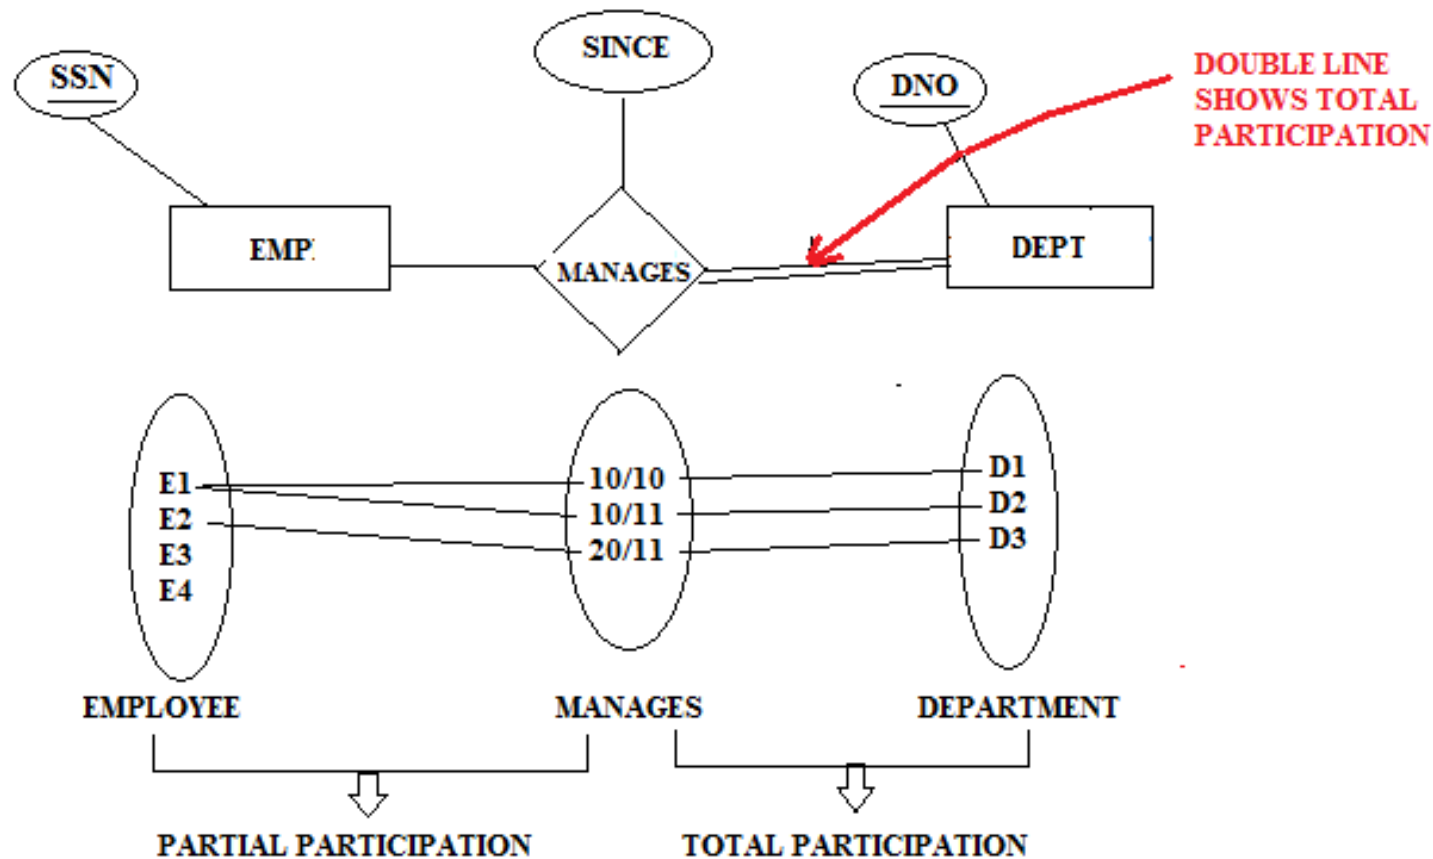 SINCE
SSN
DNO
DOUBLE LINE
SHOWS TOTAL
PARTICIPATION
EMP.
MANAGES
DEPT
E1
E2
E3
E4
10/10
10/11
20/11
D1
D2
D3
EMPLOYEE
MANAGES
DEPARTMENT
PARTIAL PARTICIPATION
TOTAL PARTICIPATION